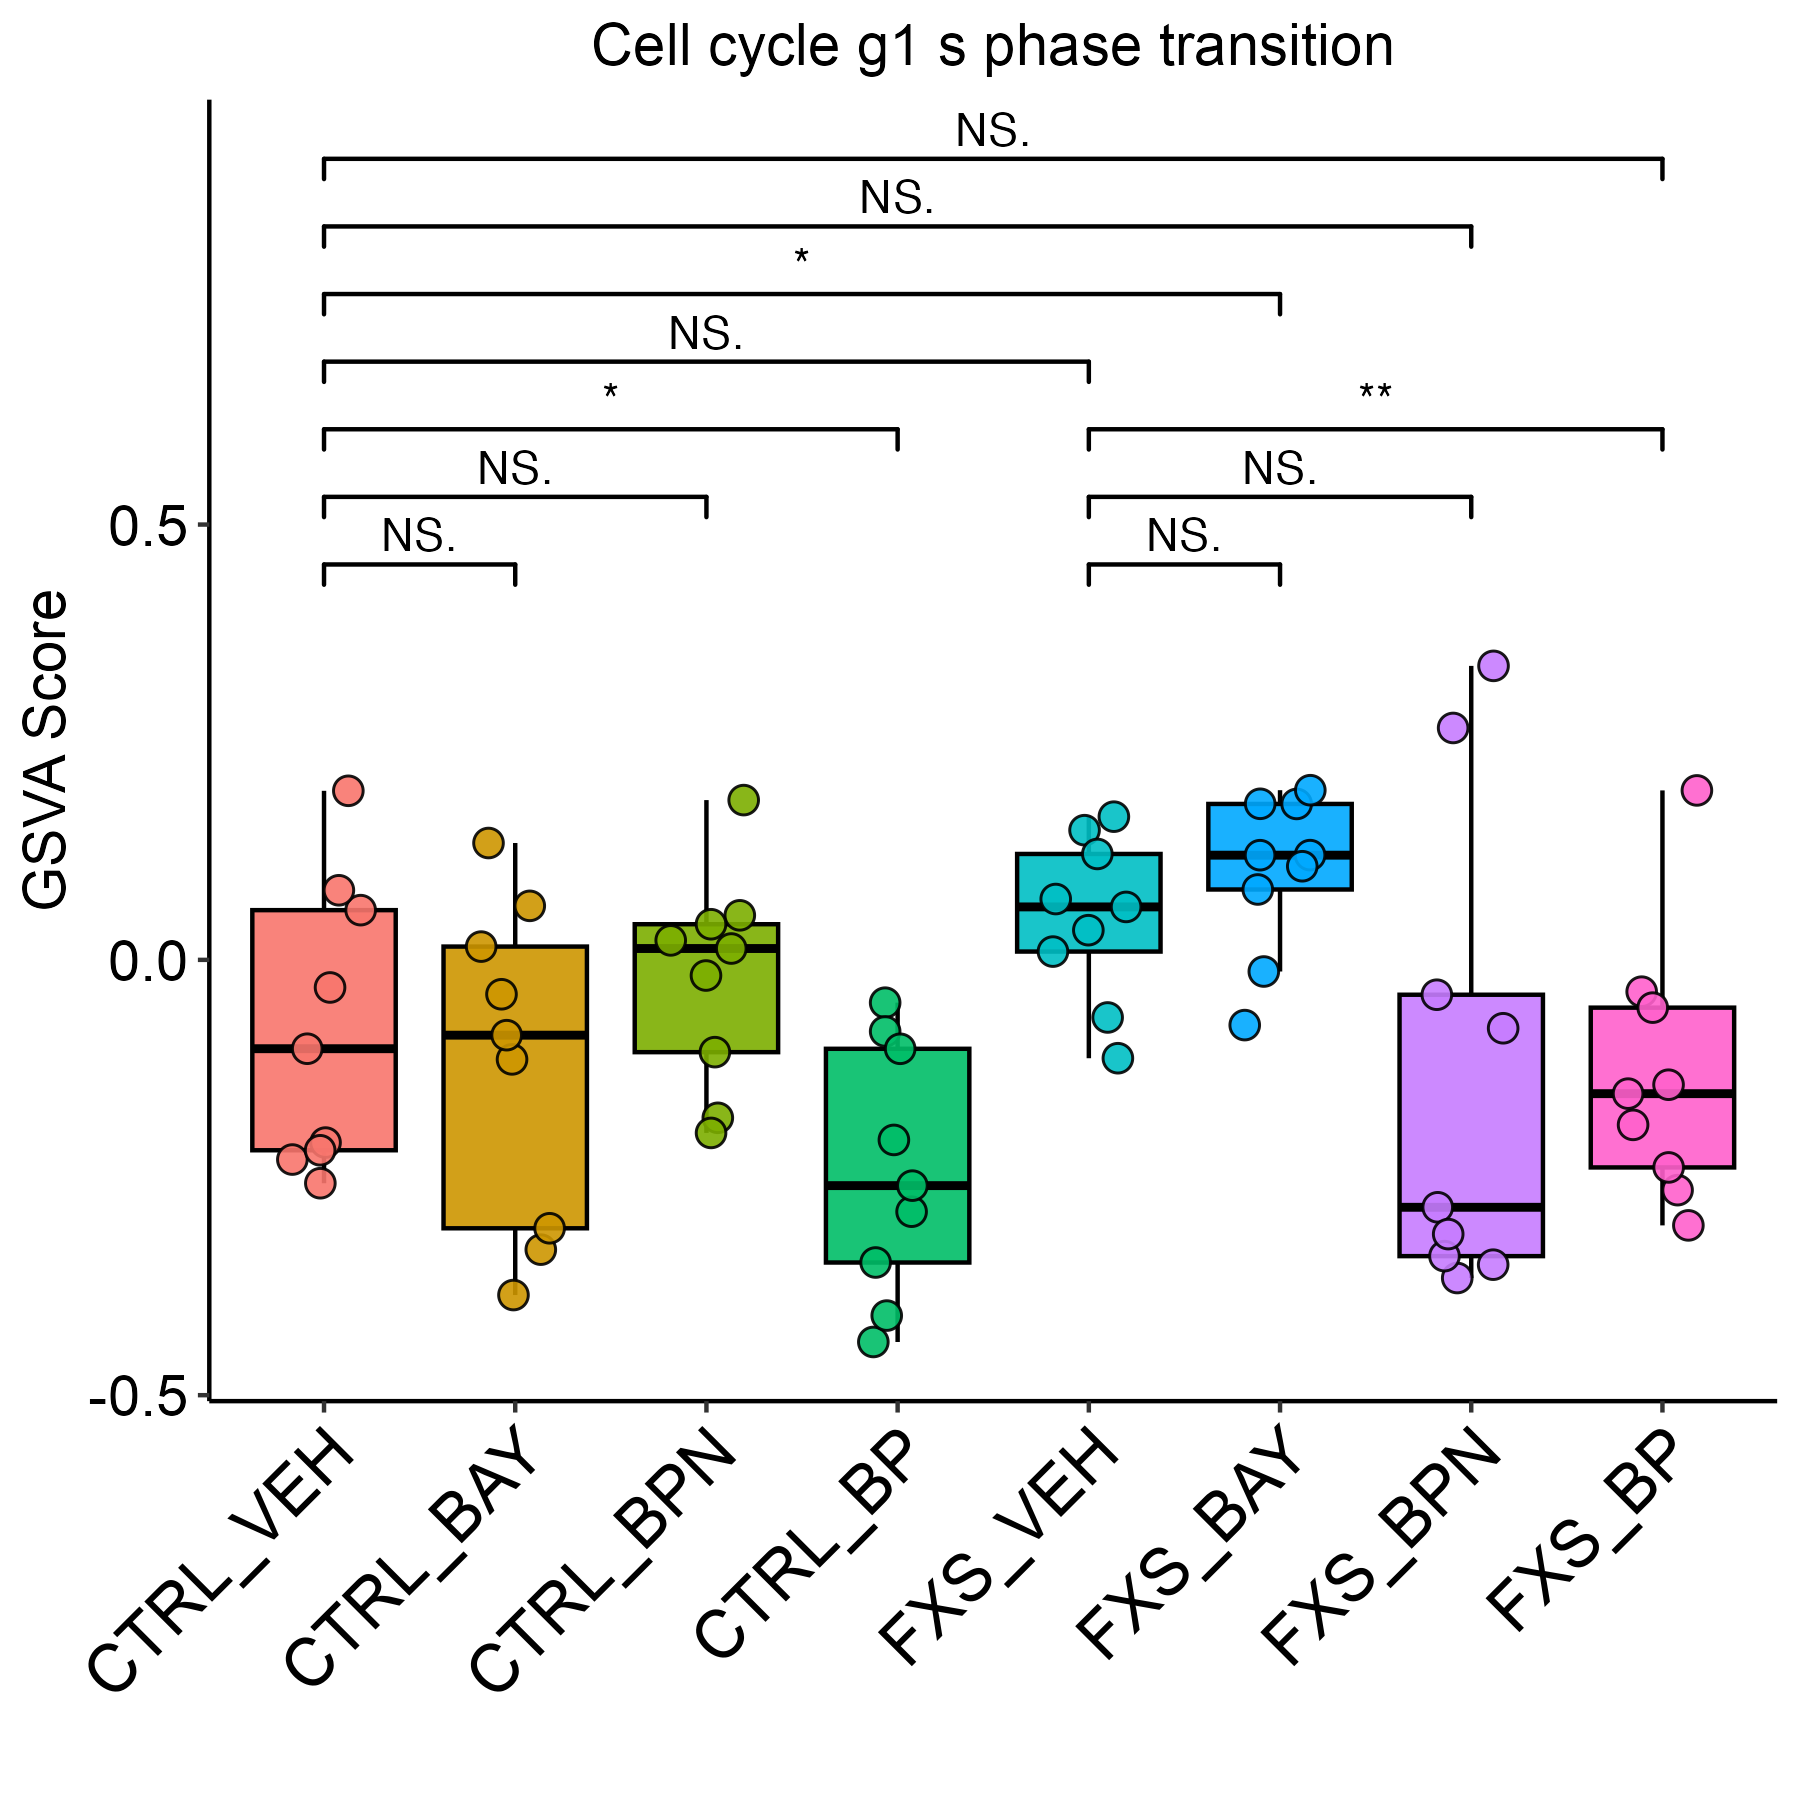 Cell cycle g1 s phase transition
NS.
NS.
*
NS.
* **
NS. NS.
NS. NS.
GSVA Score
0.5
0.0
-0.5
CTRL_VEH
CTRL_BAY
CTRL_BPN
CTRL_BP
FXS_VEH
FXS_BAY
FXS_BPN
FXS_BP